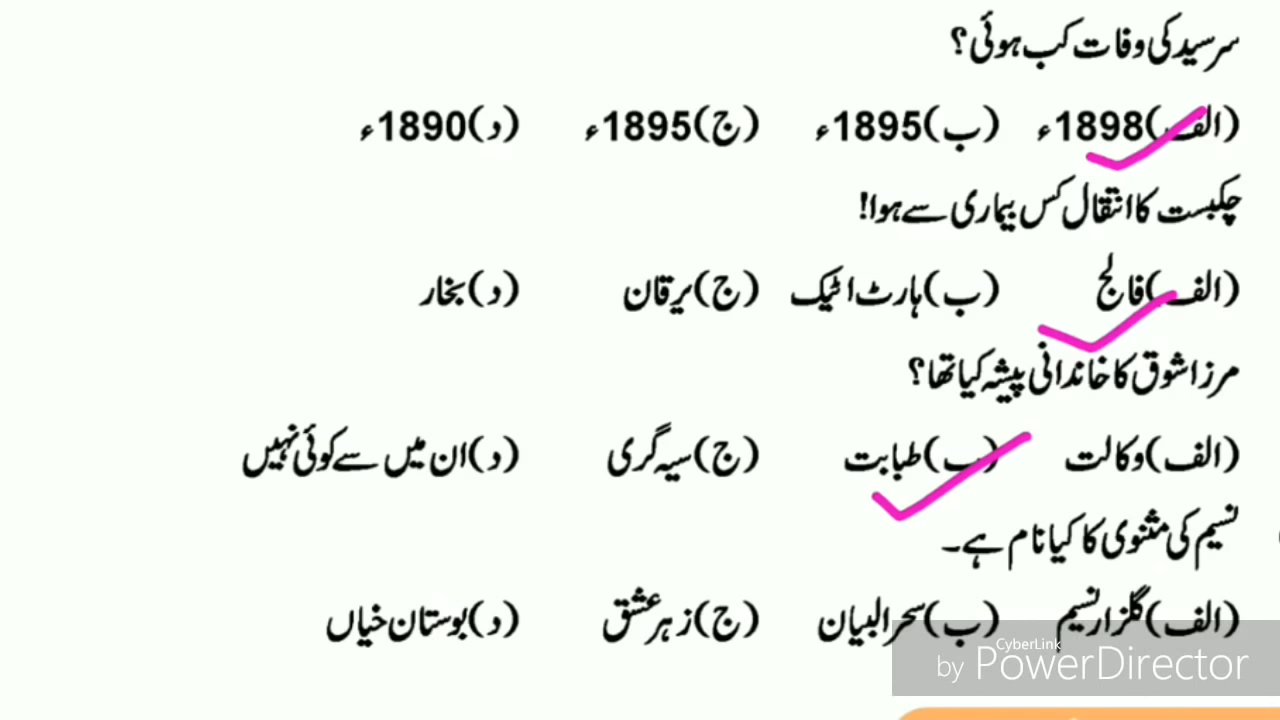 سرسید کی وفات کب ہوئی؟
(الف) 1898ء (ب) 1895ء (ج) 1895ء (د) 1890ء
چکبست کا انتقال کس بیماری سے ہوا!
(الف) فالج (ب) ہارٹ اٹیک (ج) یرقان (د) بخار
مرزا شوق کا خاندانی پیشہ کیا تھا؟
(الف) وکالت (ب) طبابت (ج) سپہ گری (د) ان میں سے کوئی نہیں
نسیم کی مثنوی کا کیا نام ہے۔
(الف) گلزار نسیم (ب) سحرالبیان (ج) زہر عشق (د) بوستان خیاں
CyberLink
by PowerDirector